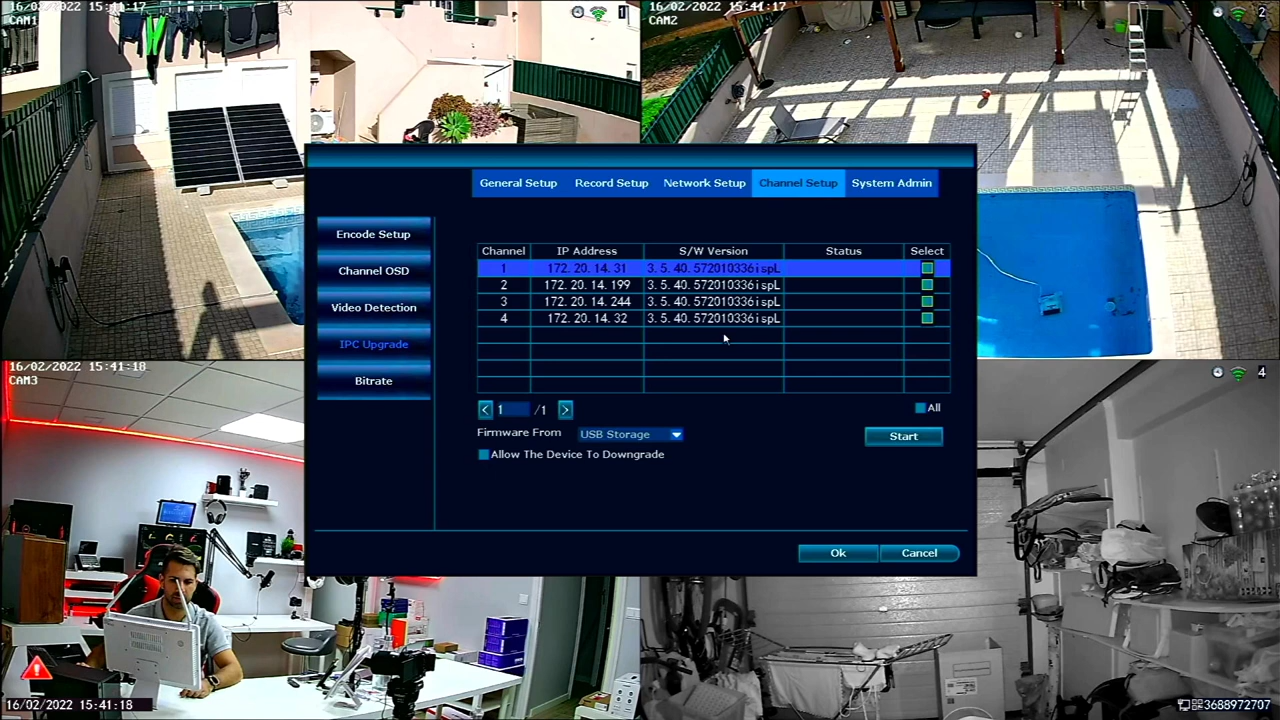 16/02/2022 15:41:17
CAM1
1
16/02/2022 15:41:17
CAM2
2
General Setup Record Setup Network Setup Channel Setup System Admin
Encode Setup
Channel OSD
Video Detection
IPC Upgrade
Bitrate
Channel IP Address S/W Version Status Select
1 172.20.14.31 3.5.40.572010336ispL
2 172.20.14.199 3.5.40.572010336ispL
3 172.20.14.244 3.5.40.572010336ispL
4 172.20.14.32 3.5.40.572010336ispL
< 1 /1 >
All
Firmware From USB Storage
Start
Allow The Device To Downgrade
Ok Cancel
16/02/2022 15:41:18
CAM3
4
16/02/2022 15:41:18
3688972707